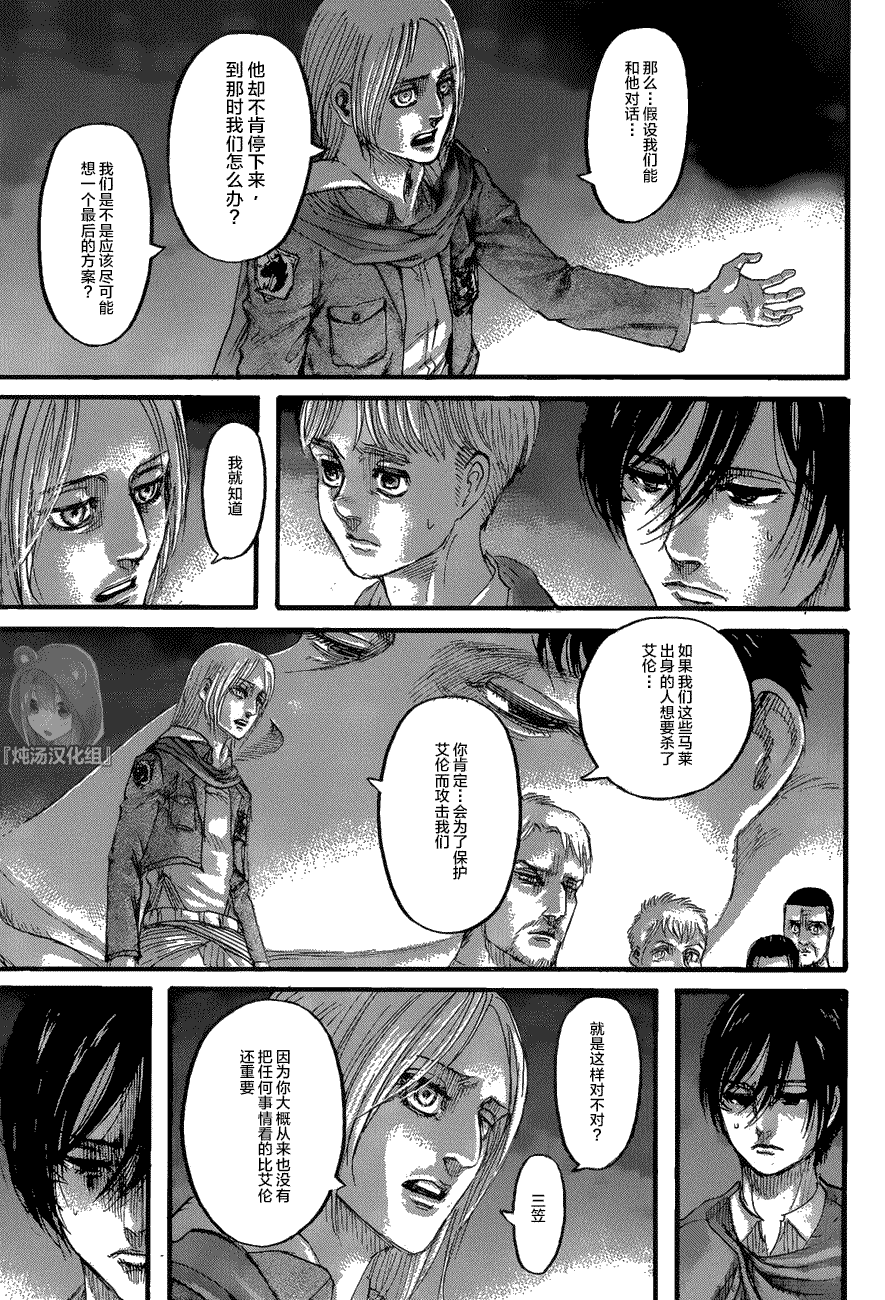 那么…假设我们能
和他对话…
他却不肯停下来，
到那时我们怎么办？
我们是不是应该尽可能
想一个最后的方案？
我就知道
如果我们这些马莱
出身的人想要杀了
艾伦…
你肯定…会为了保护
艾伦而攻击我们
『炖汤汉化组』
就是这样对不对？
三笠
因为你大概从来也没有
把任何事情看的比艾伦
还重要